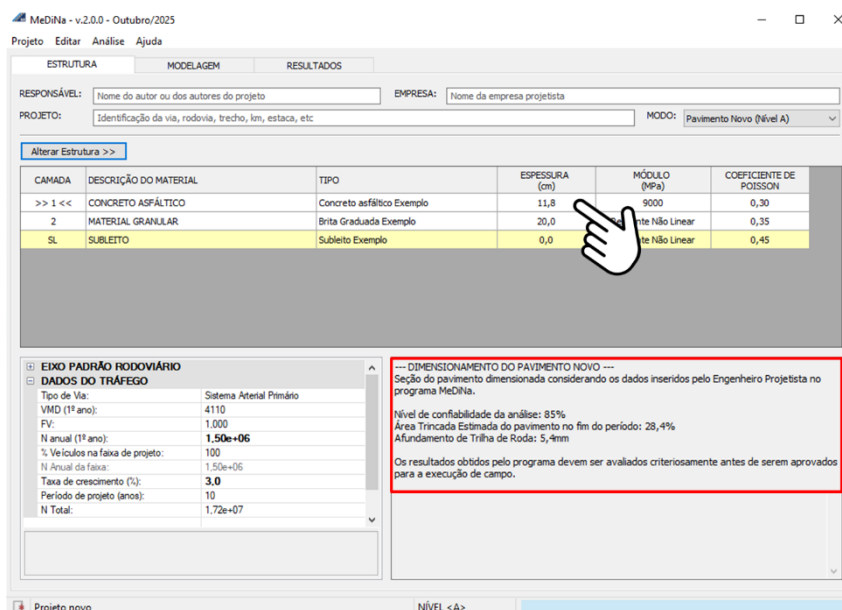 MeDiNa - v.2.0.0 - Outubro/2025
Projeto Editar Análise Ajuda
ESTRUTURA MODELAGEM RESULTADOS
RESPONSÁVEL: Nome do autor ou dos autores do projeto EMPRESA: Nome da empresa projetista
PROJETO: Identificação da via, rodovia, trecho, km, estaca, etc MODO: Pavimento Novo (Nível A)
Alterar Estrutura >>
CAMADA DESCRIÇÃO DO MATERIAL TIPO ESPESSURA (cm) MÓDULO (MPa) COEFICIENTE DE POISSON
>> 1 << CONCRETO ASFÁLTICO Concreto asfáltico Exemplo 11,8 9000 0,30
2 MATERIAL GRANULAR Brita Graduada Exemplo 20,0 Não Linear 0,35
SL SUBLEITO Subleito Exemplo 0,0 Não Linear 0,45
EIXO PADRÃO RODOVIÁRIO
DADOS DO TRÁFEGO
Tipo de Via: Sistema Arterial Primário
VMD (1º ano): 4110
FV: 1,000
N anual (1º ano): 1,50e+06
% Veículos na faixa de projeto: 100
N Anual da faixa: 1,50e+06
Taxa de crescimento (%): 3,0
Período de projeto (anos): 10
N Total: 1,72e+07
--- DIMENSIONAMENTO DO PAVIMENTO NOVO ---
Seção do pavimento dimensionada considerando os dados inseridos pelo Engenheiro Projetista no
programa MeDiNa.
Nível de confiabilidade da análise: 85%
Área Trincada Estimada do pavimento no fim do período: 28,4%
Afundamento de Trilha de Roda: 5,4mm
Os resultados obtidos pelo programa devem ser avaliados criteriosamente antes de serem aprovados
para a execução de campo.
Projeto novo NÍVEL <A>